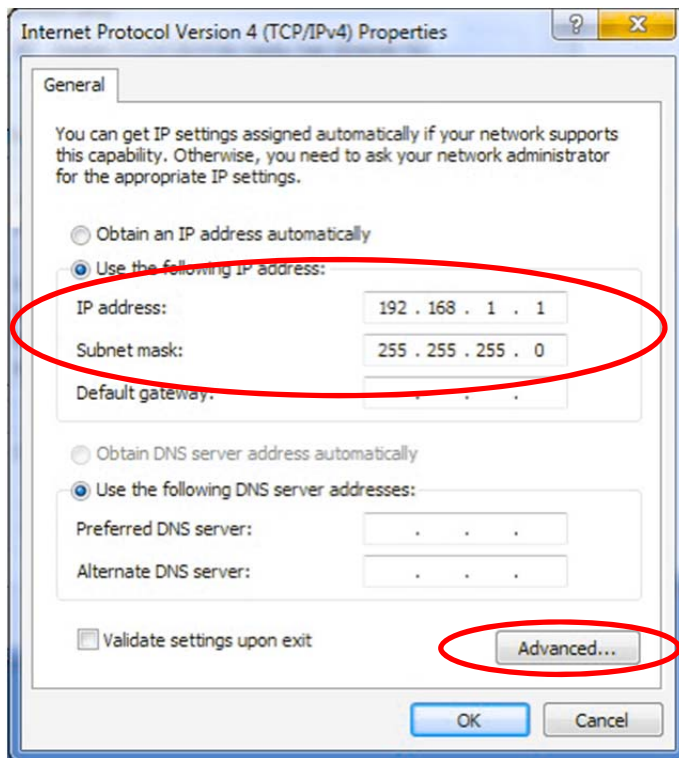 Internet Protocol Version 4 (TCP/IPv4) Properties
?
X
General
You can get IP settings assigned automatically if your network supports
this capability. Otherwise, you need to ask your network administrator
for the appropriate IP settings.
Obtain an IP address automatically
Use the following IP address:
IP address: 192 . 168 . 1 . 1
Subnet mask: 255 . 255 . 255 . 0
Default gateway: . . .
Obtain DNS server address automatically
Use the following DNS server addresses:
Preferred DNS server: . . .
Alternate DNS server: . . .
Validate settings upon exit
Advanced...
OK Cancel